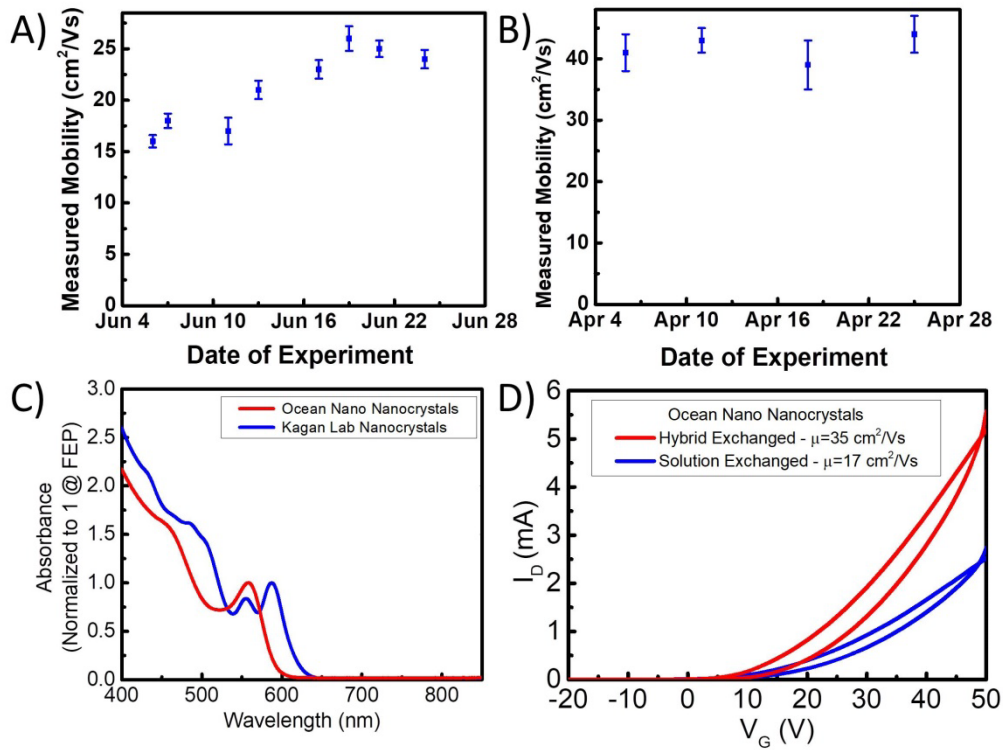 A)
Measured Mobility (cm²/Vs)
25
20
15
10
5
0
Jun 4 Jun 10 Jun 16 Jun 22 Jun 28
Date of Experiment
B)
Measured Mobility (cm²/Vs)
40
30
20
10
0
Apr 4 Apr 10 Apr 16 Apr 22 Apr 28
Date of Experiment
C)
Absorbance
(Normalized to 1 @ FEP)
3.0
2.5
2.0
1.5
1.0
0.5
0.0
Ocean Nano Nanocrystals
Kagan Lab Nanocrystals
400 500 600 700 800
Wavelength (nm)
D)
Ocean Nano Nanocrystals
Hybrid Exchanged - μ=35 cm²/Vs
Solution Exchanged - μ=17 cm²/Vs
I_D (mA)
6
5
4
3
2
1
0
-20 -10 0 10 20 30 40 50
V_G (V)